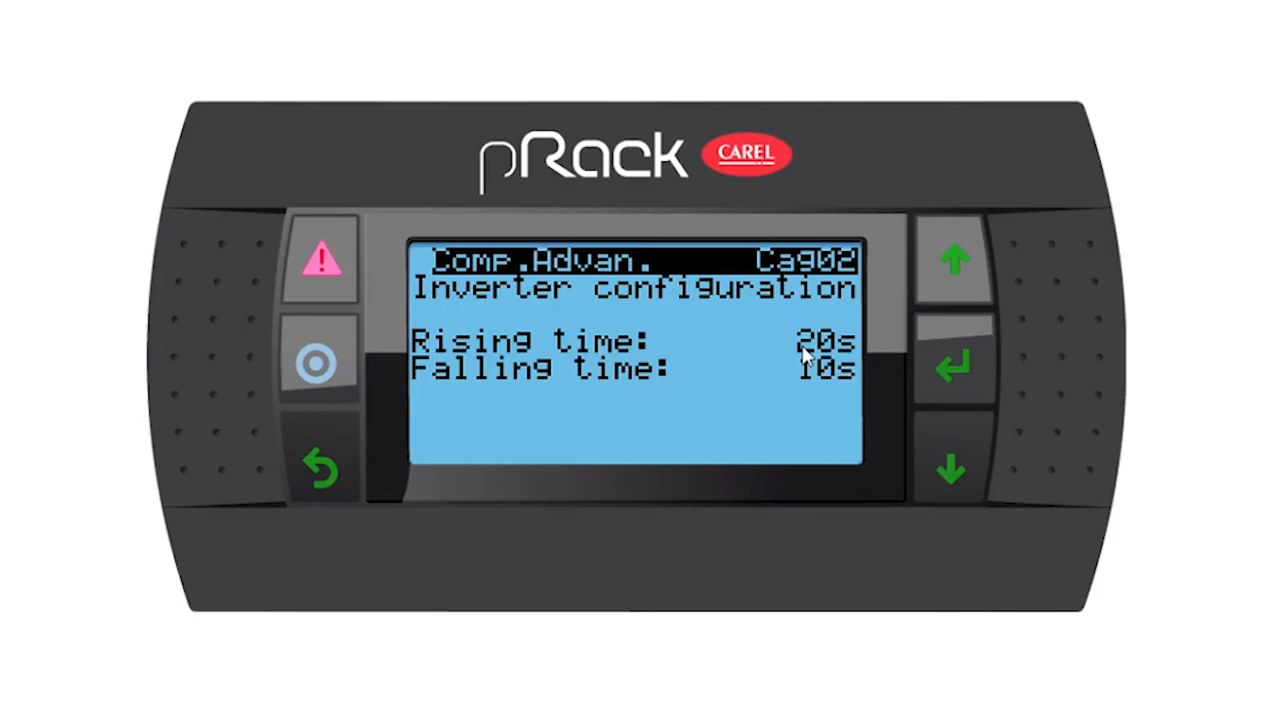 pRack CAREL
Comp.Advan. Cag02
Inverter configuration
Rising time: 20s
Falling time: 10s